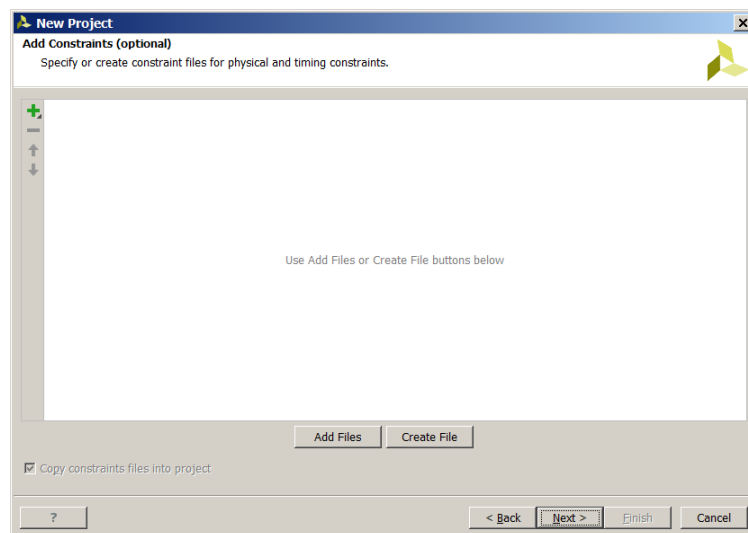 New Project
Add Constraints (optional)
Specify or create constraint files for physical and timing constraints.
Use Add Files or Create File buttons below
Add Files
Create File
Copy constraints files into project
?
< Back
Next >
Finish
Cancel